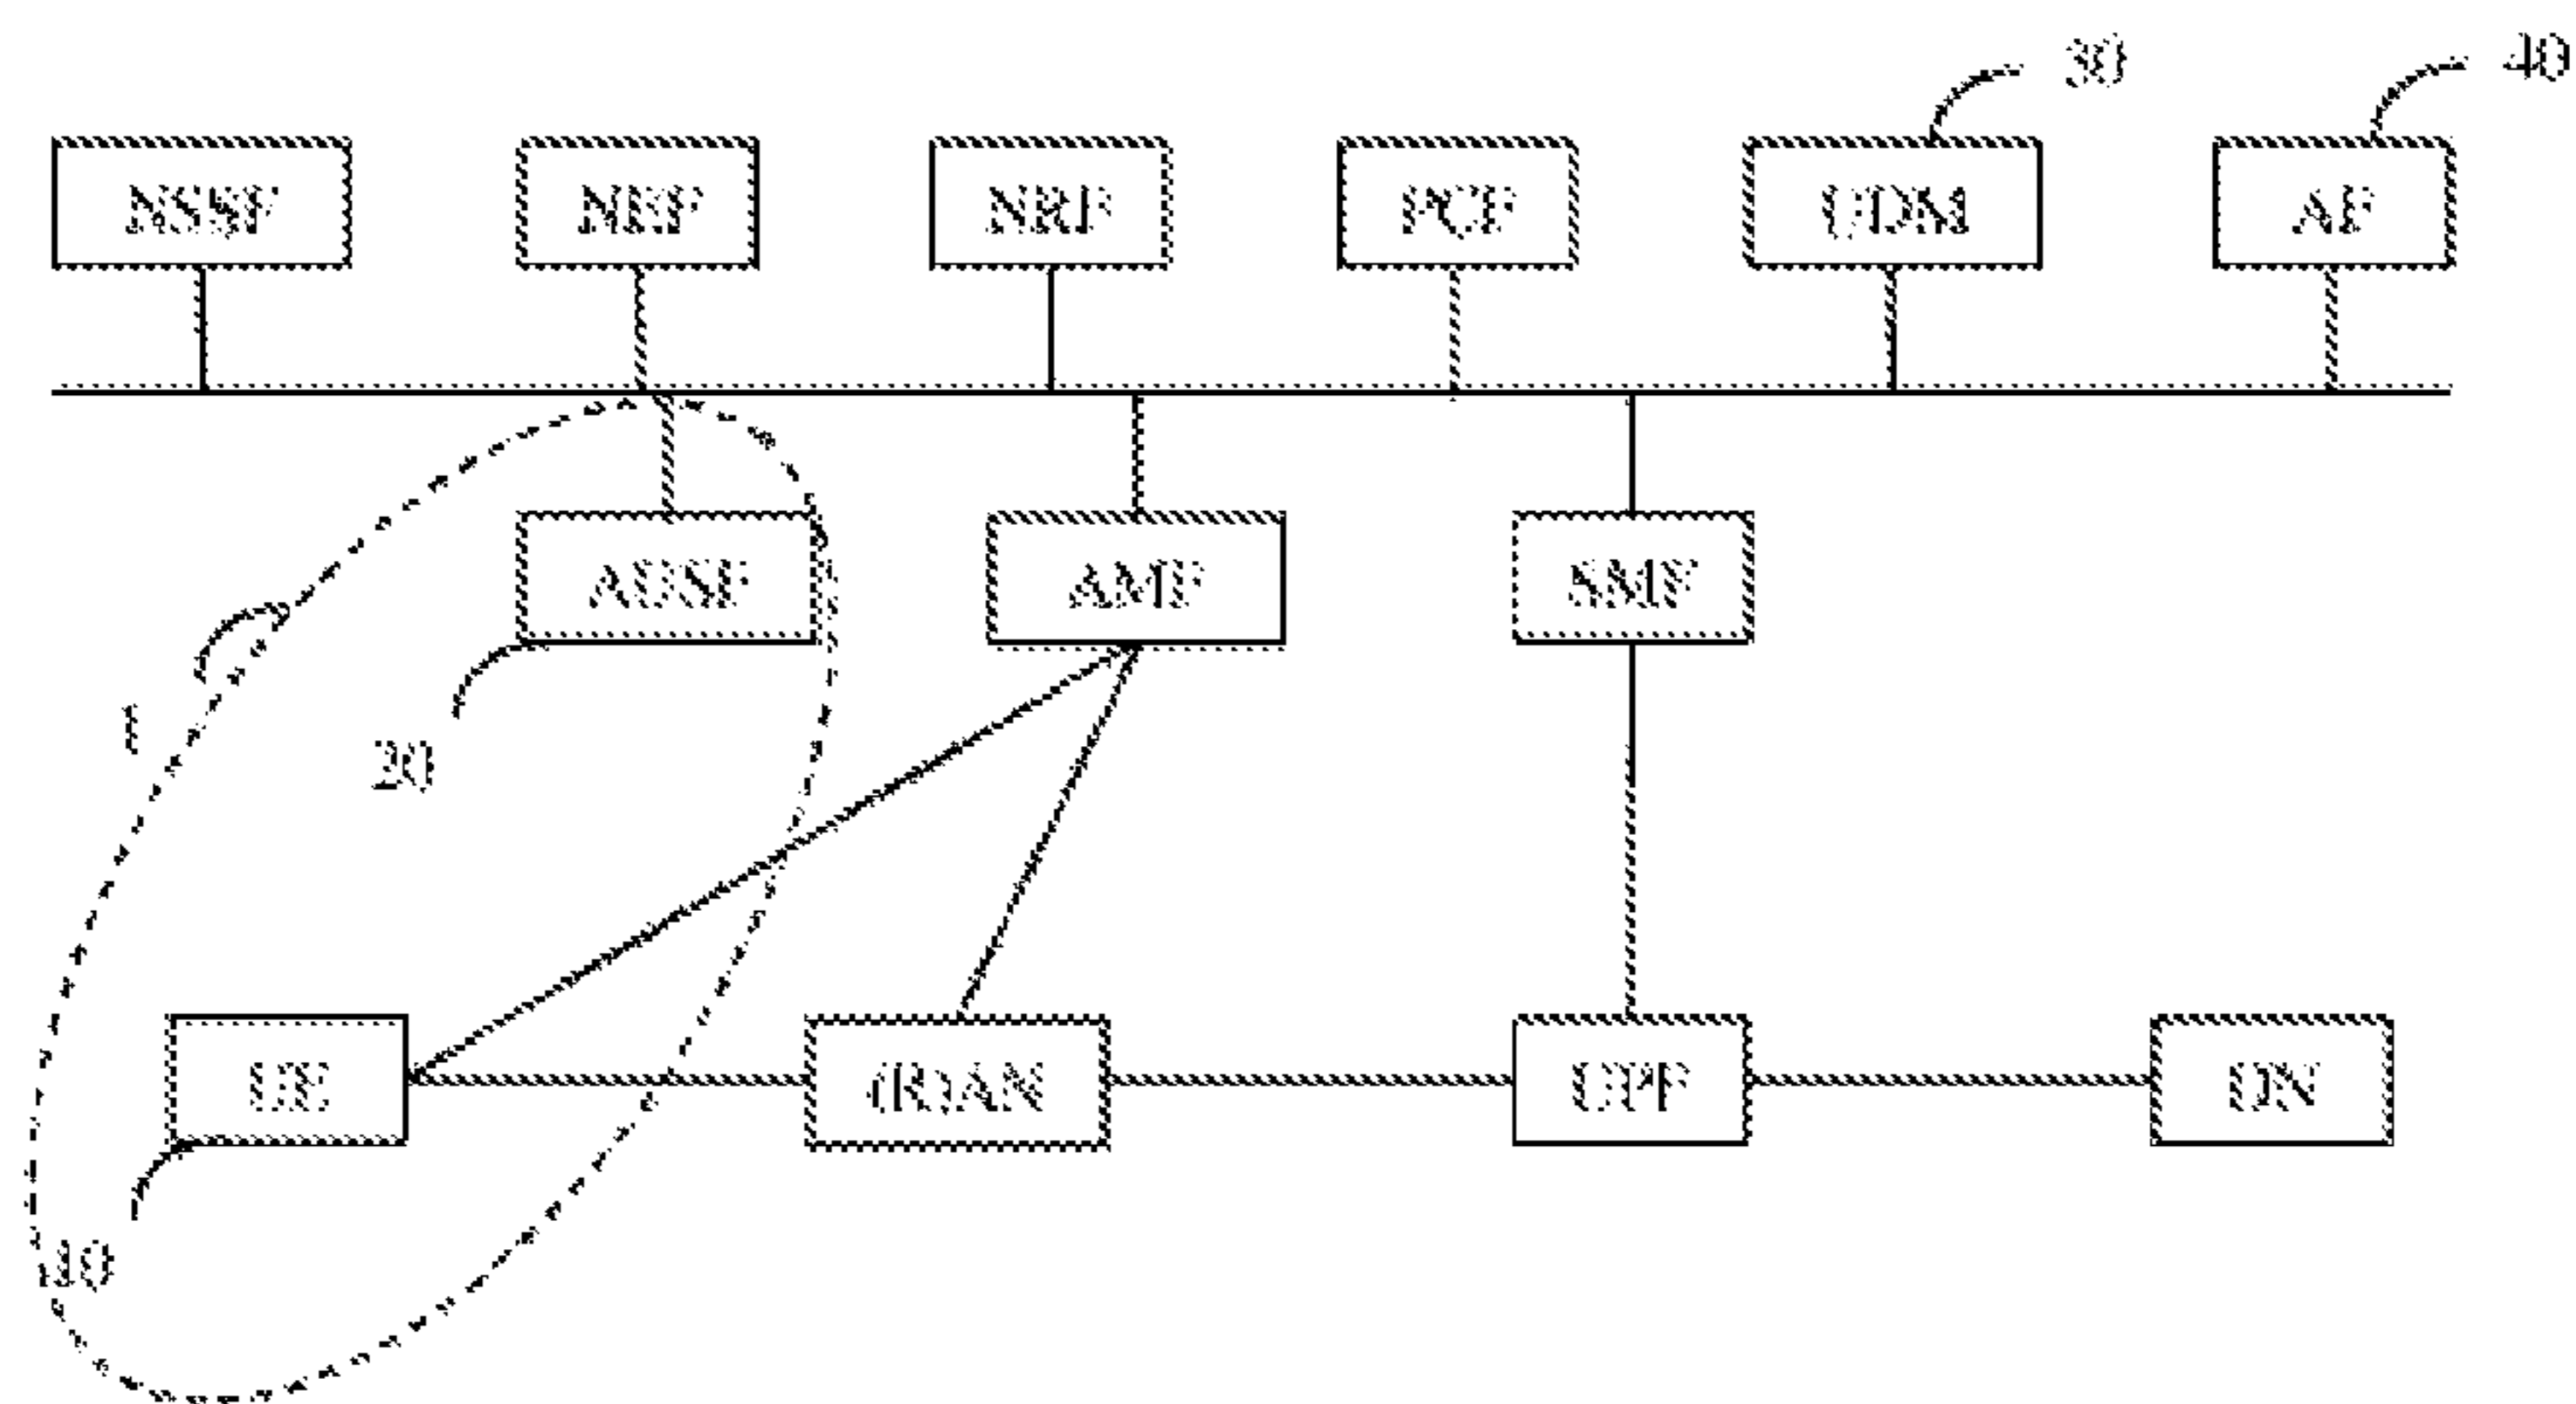 30 40
NSSF NEF NRF PCF UDM AF
AUSF AMF SMF
1
20
UE (R)AN UPF DN
10